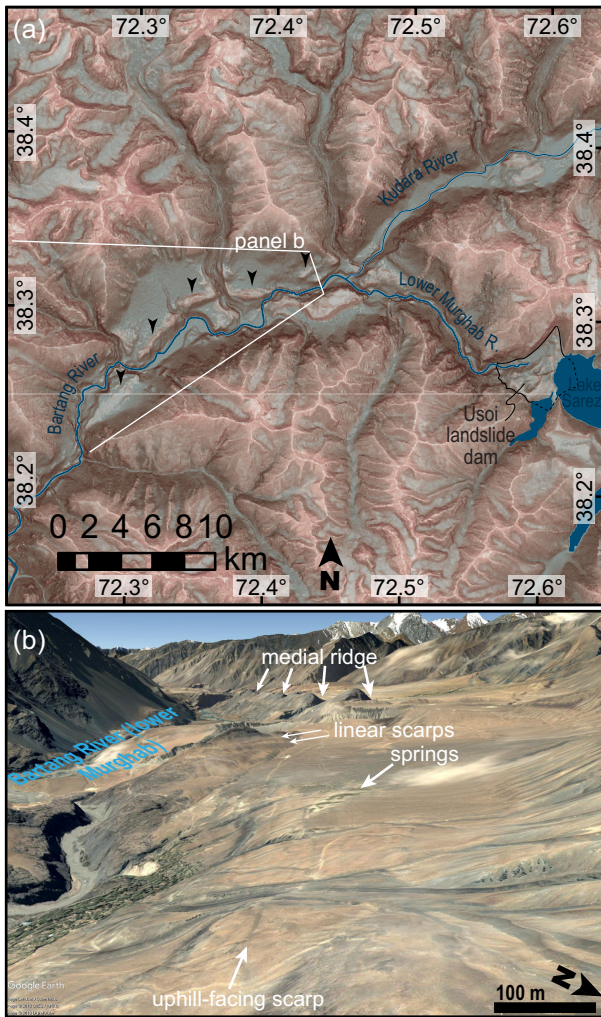 (a)
72.3°
72.4°
72.5°
72.6°
38.4°
38.4°
Kudara River
panel b
38.3°
38.3°
Lower Murghab R.
Bartang River
Lake
Sarez
Usoi
landslide
dam
38.2°
38.2°
0 2 4 6 8 10
km
N
72.3°
72.4°
72.5°
72.6°
(b)
medial ridge
linear scarps
springs
Bartang River (lower
Murghab)
uphill-facing scarp
Google Earth
N
100 m